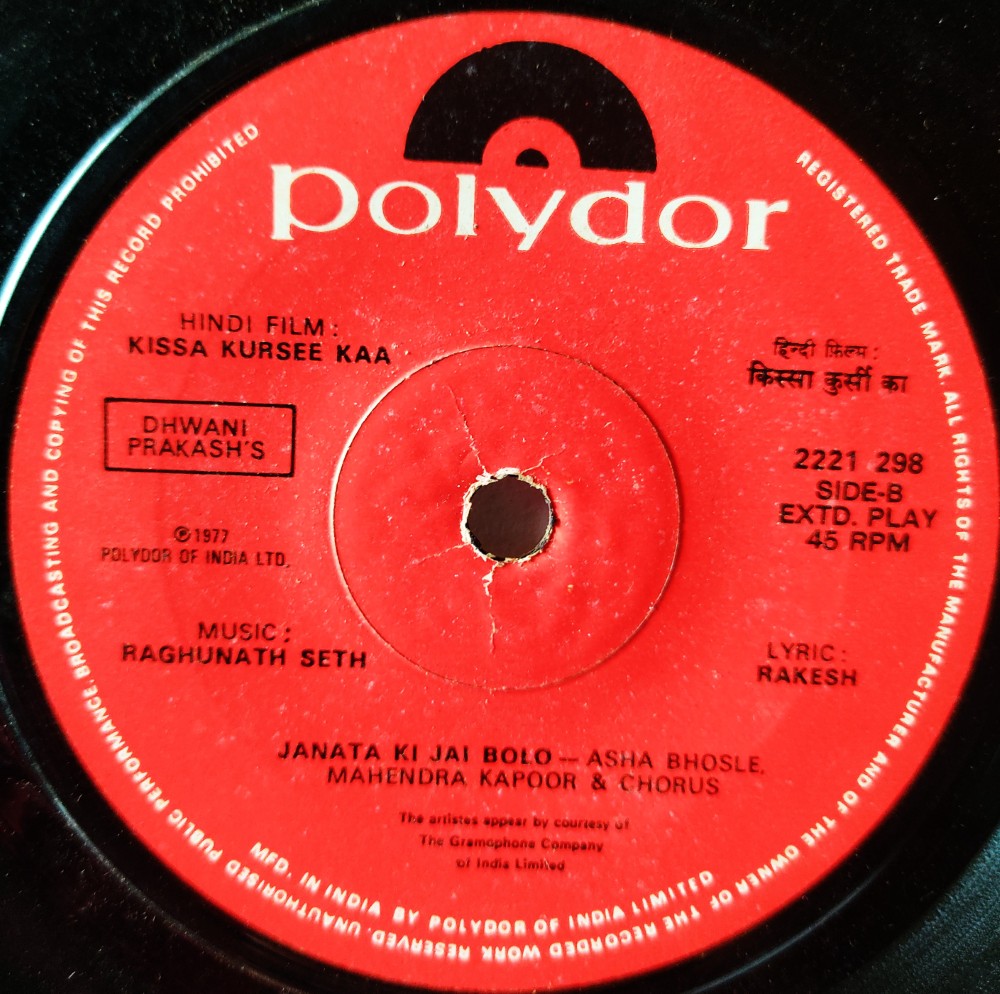 polydor
HINDI FILM:
KISSA KURSEE KAA
DHWANI
PRAKASH'S
℗1977
POLYDOR OF INDIA LTD.
MUSIC:
RAGHUNATH SETH
हिन्दी फ़िल्म :
किस्सा कुर्सी का
2221 298
SIDE-B
EXTD. PLAY
45 RPM
LYRIC:
RAKESH
JANATA KI JAI BOLO — ASHA BHOSLE,
MAHENDRA KAPOOR & CHORUS
The artistes appear by courtesy of
The Gramophone Company
of India Limited
REGISTERED TRADE MARK. ALL RIGHTS OF THE MANUFACTURER AND OF THE OWNER OF THE RECORDED WORK RESERVED. UNAUTHORISED PUBLIC PERFORMANCE, BROADCASTING AND COPYING OF THIS RECORD PROHIBITED
MFD. IN INDIA BY POLYDOR OF INDIA LIMITED